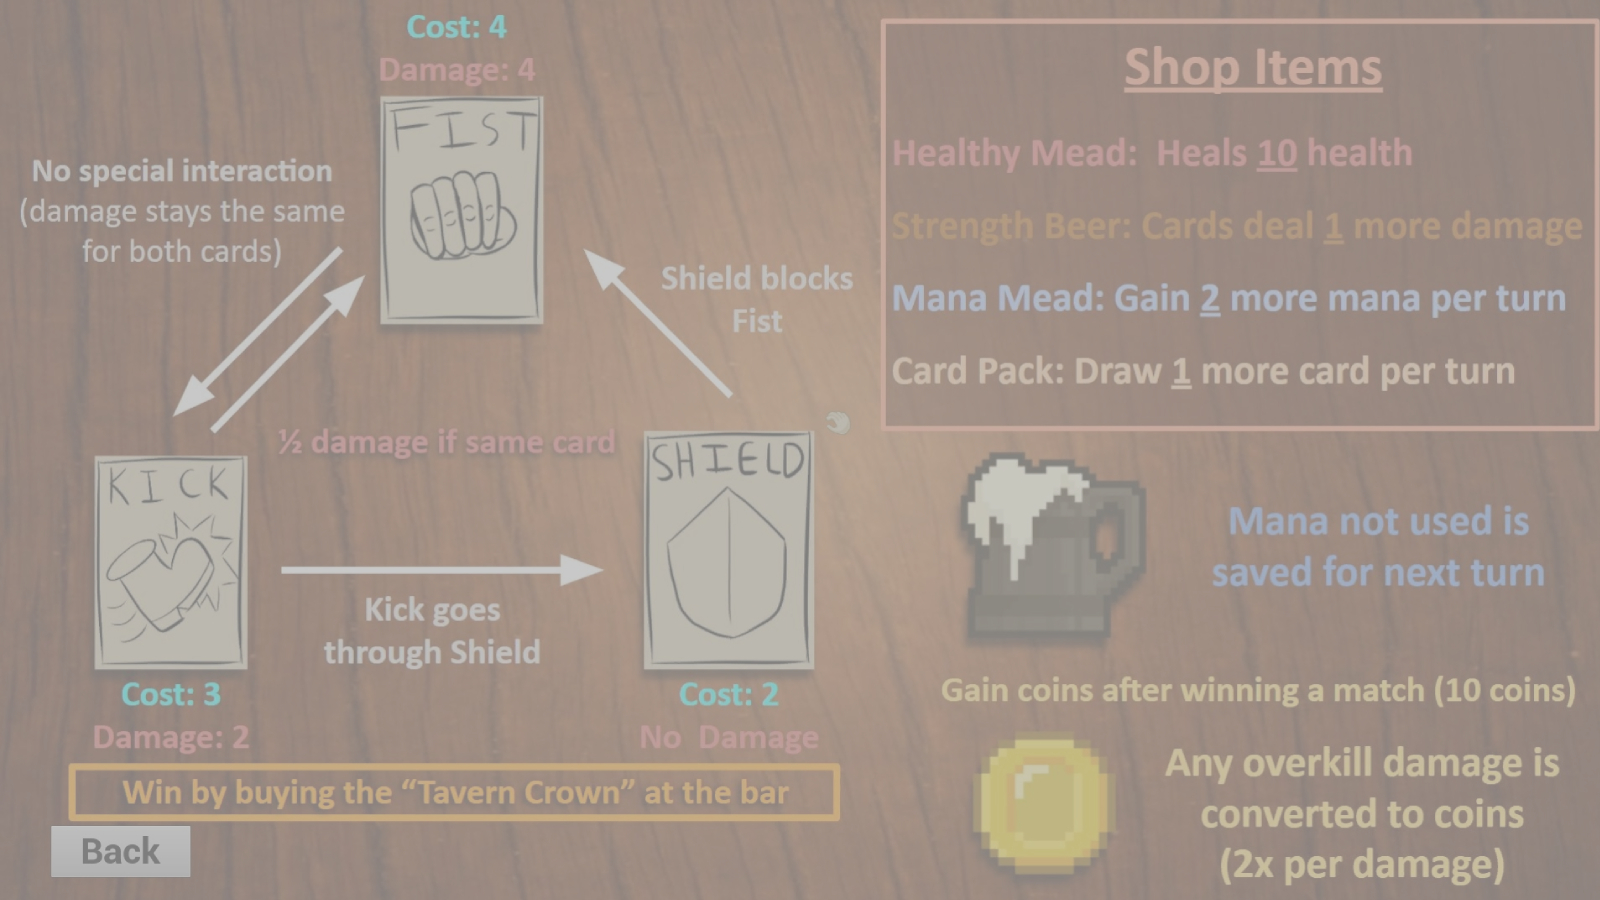 Cost: 4
Damage: 4
FIST
No special interaction
(damage stays the same
for both cards)
Shield blocks
Fist
½ damage if same card
KICK
SHIELD
Kick goes
through Shield
Cost: 3
Damage: 2
Cost: 2
No  Damage
Win by buying the “Tavern Crown” at the bar
Back
Shop Items
Healthy Mead:  Heals 10 health
Strength Beer: Cards deal 1 more damage
Mana Mead: Gain 2 more mana per turn
Card Pack: Draw 1 more card per turn
Mana not used is
saved for next turn
Gain coins after winning a match (10 coins)
Any overkill damage is
converted to coins
(2x per damage)